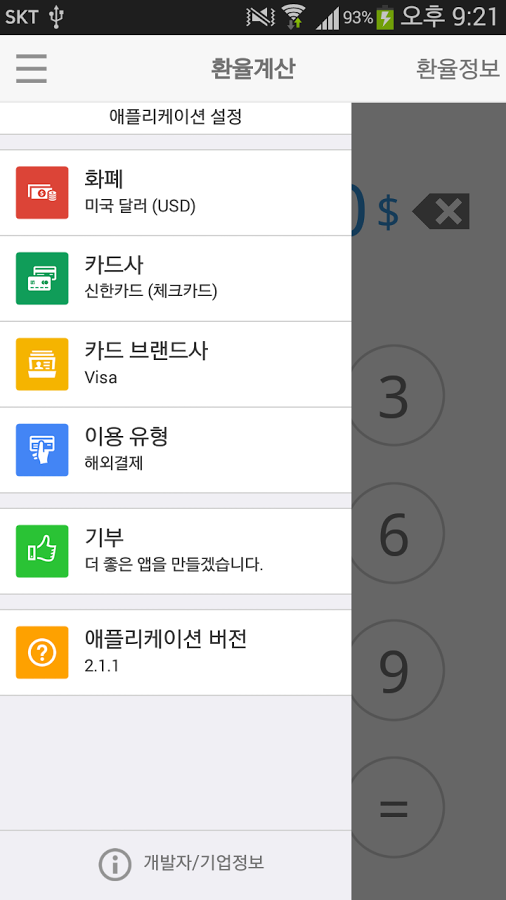 SKT 93% 오후 9:21
환율계산 환율정보
애플리케이션 설정
화폐
미국 달러 (USD)
0 $
카드사
신한카드 (체크카드)
카드 브랜드사
Visa
3
이용 유형
해외결제
기부
더 좋은 앱을 만들겠습니다.
6
애플리케이션 버전
2.1.1
9
=
개발자/기업정보